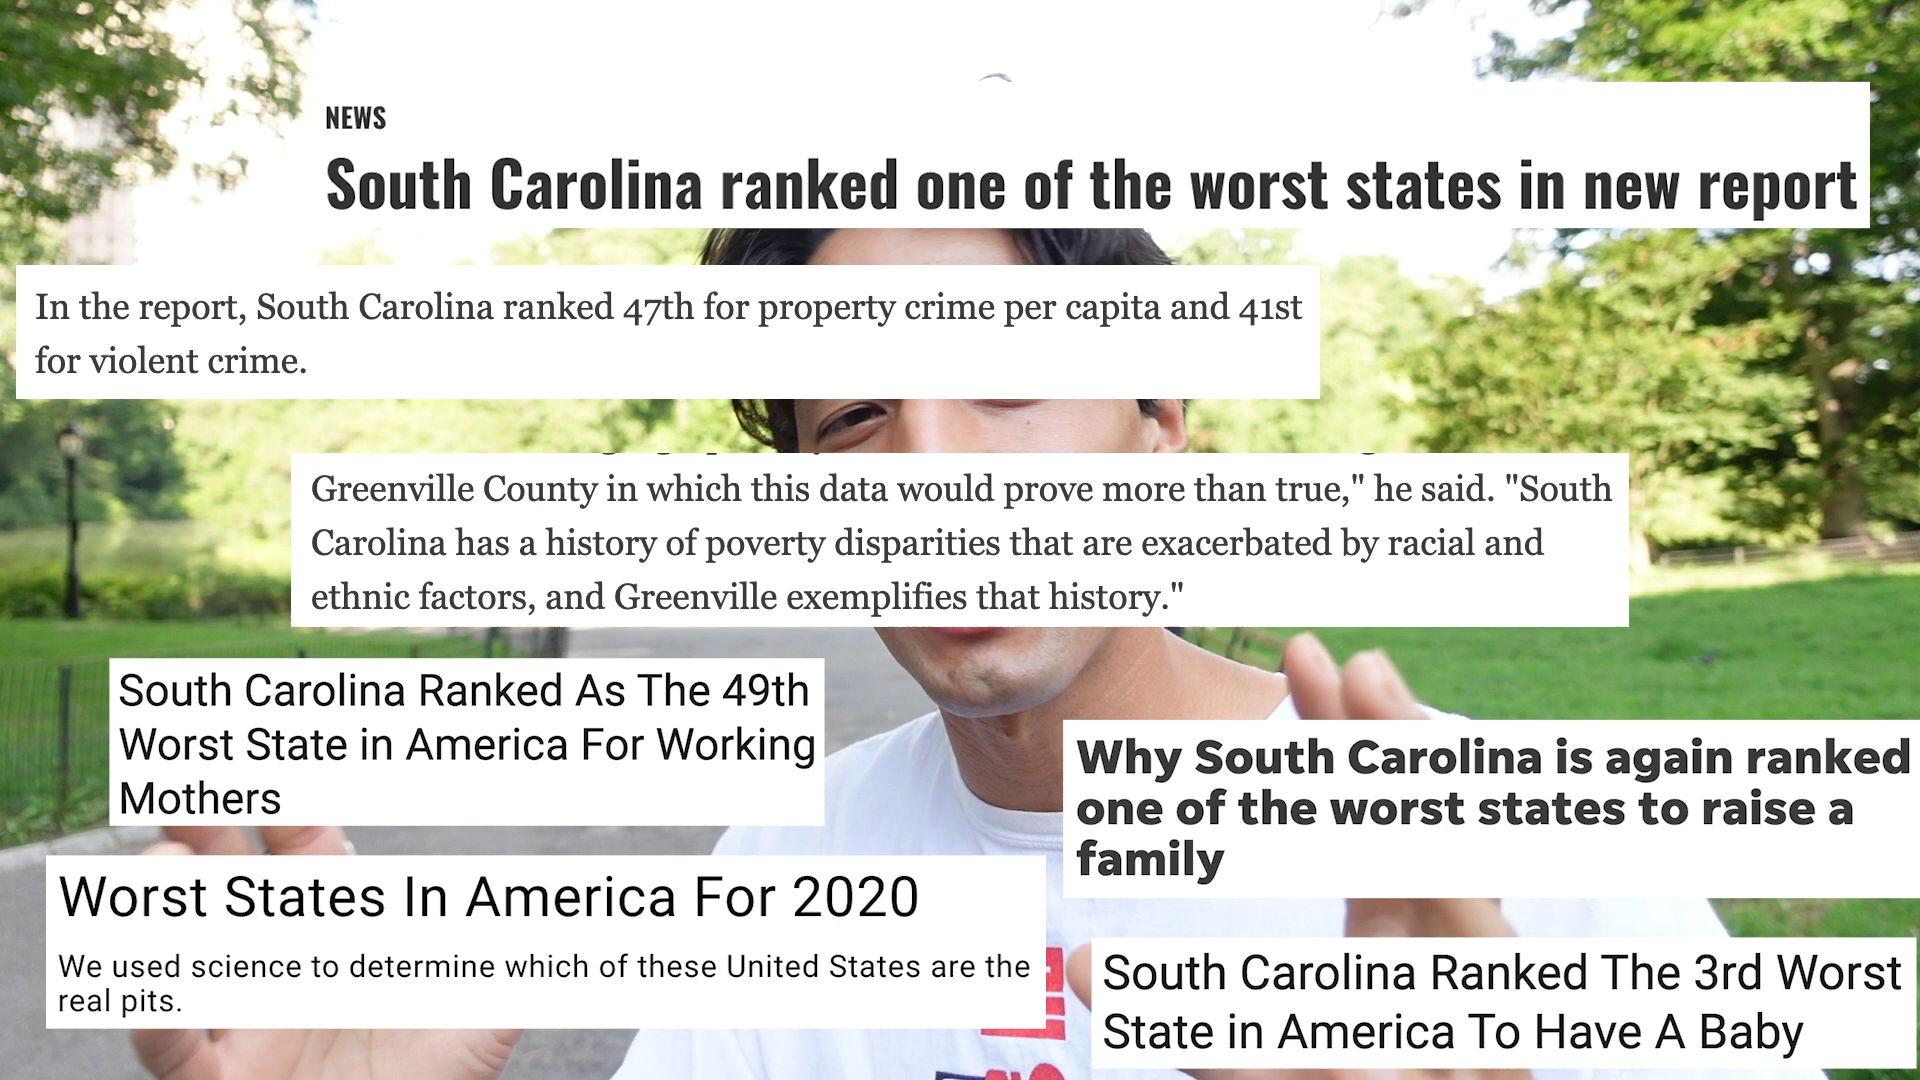 NEWS
South Carolina ranked one of the worst states in new report
In the report, South Carolina ranked 47th for property crime per capita and 41st
for violent crime.
Greenville County in which this data would prove more than true," he said. "South
Carolina has a history of poverty disparities that are exacerbated by racial and
ethnic factors, and Greenville exemplifies that history."
South Carolina Ranked As The 49th
Worst State in America For Working
Mothers
Why South Carolina is again ranked
one of the worst states to raise a
family
Worst States In America For 2020
We used science to determine which of these United States are the
real pits.
South Carolina Ranked The 3rd Worst
State in America To Have A Baby